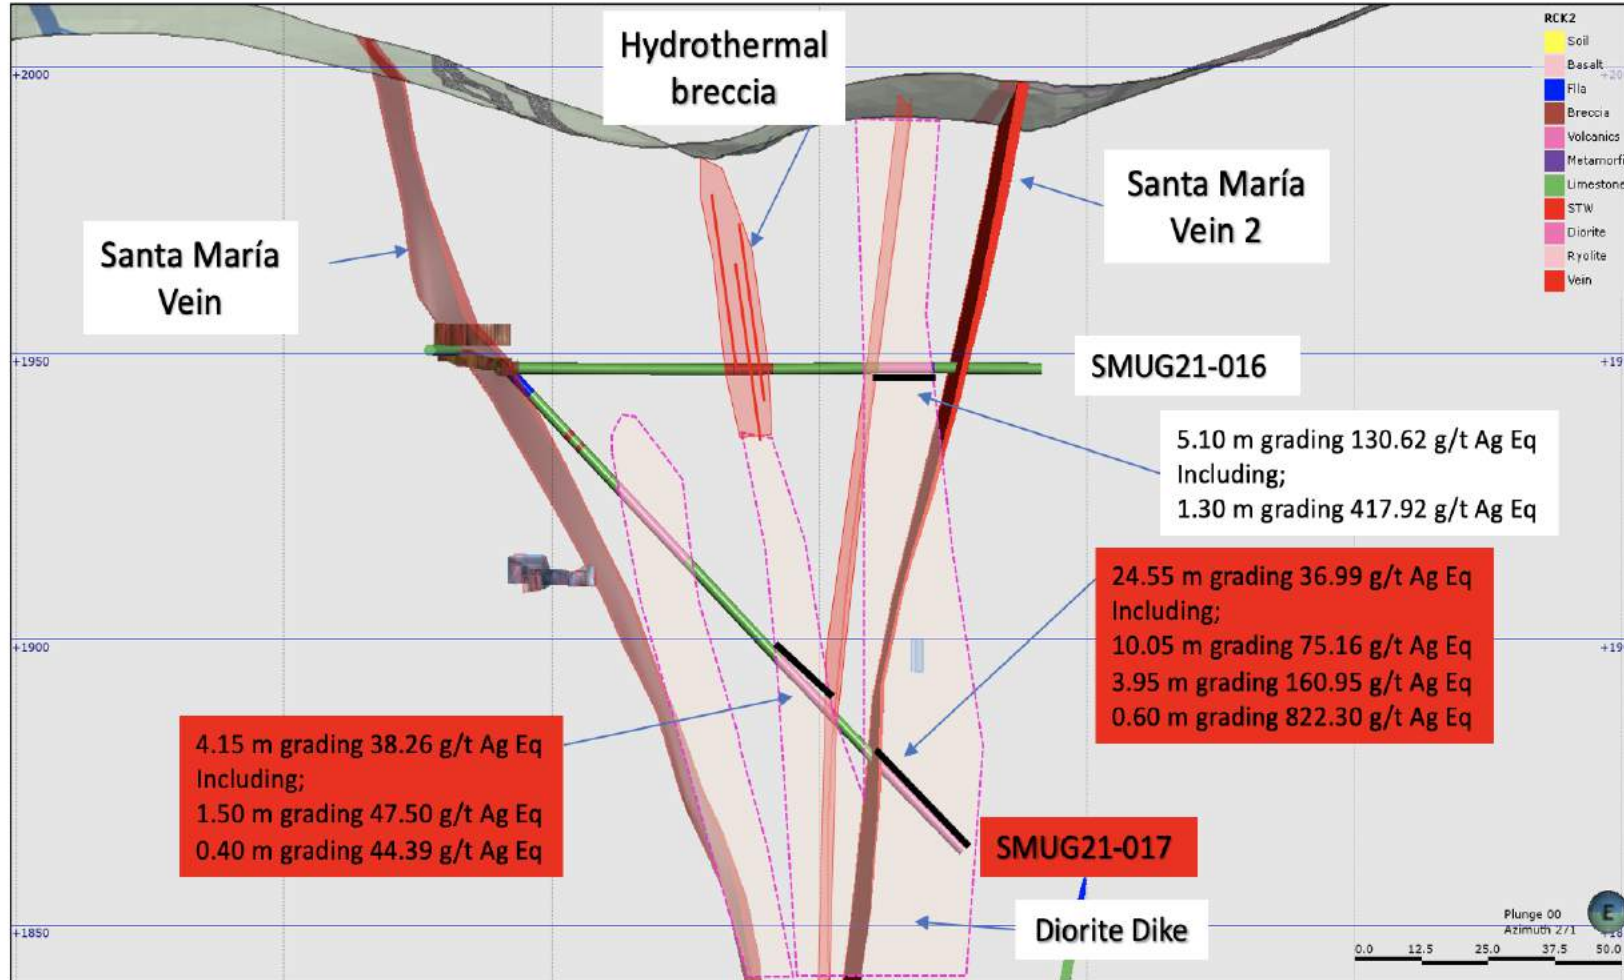 RCK2
Soil
Basalt
Flla
Breccia
Volcanics
Metamorfi
Limestone
STW
Diorite
Ryolite
Vein
+2000
+20
Hydrothermal
breccia
Santa María
Vein 2
Santa María
Vein
+1950
+19
SMUG21-016
5.10 m grading 130.62 g/t Ag Eq
Including;
1.30 m grading 417.92 g/t Ag Eq
24.55 m grading 36.99 g/t Ag Eq
Including;
10.05 m grading 75.16 g/t Ag Eq
3.95 m grading 160.95 g/t Ag Eq
0.60 m grading 822.30 g/t Ag Eq
+1900
+19
4.15 m grading 38.26 g/t Ag Eq
Including;
1.50 m grading 47.50 g/t Ag Eq
0.40 m grading 44.39 g/t Ag Eq
SMUG21-017
Diorite Dike
+1850
Plunge 00
Azimuth 271
E
0.0 12.5 25.0 37.5 50.0